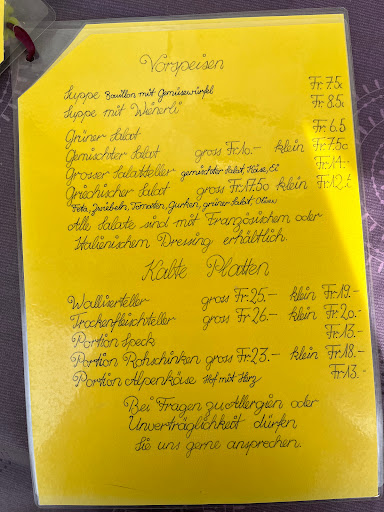 Vorspeisen
Suppe Bouillon mit Gemüsewürfel Fr. 7.5.
Suppe mit Wienerli Fr. 8.5.
Grüner Salat Fr. 6.5
Gemischter Salat gross Fr. 10.- klein Fr. 7.50
Grosser Salatteller gemischter Salat, Käse, Ei Fr. 14.-
Griechischer Salat gross Fr. 17.50 klein Fr. 12.
Feta, Zwiebeln, Tomaten, Gurken, grüner Salat, Oliven
Alle Salate sind mit Französischem oder
Italienischem Dressing erhältlich.
Kalte Platten
Walliserteller gross Fr. 25.- klein Fr. 19.-
Trockenfleischteller gross Fr. 26.- klein Fr. 20.-
Portion Speck Fr. 13.-
Portion Rohschinken gross Fr. 23.- klein Fr. 18.-
Portion Alpenkäse Hof mit Herz Fr. 13.-
Bei Fragen zu Allergien oder
Unverträglichkeit dürfen
Sie uns gerne ansprechen.